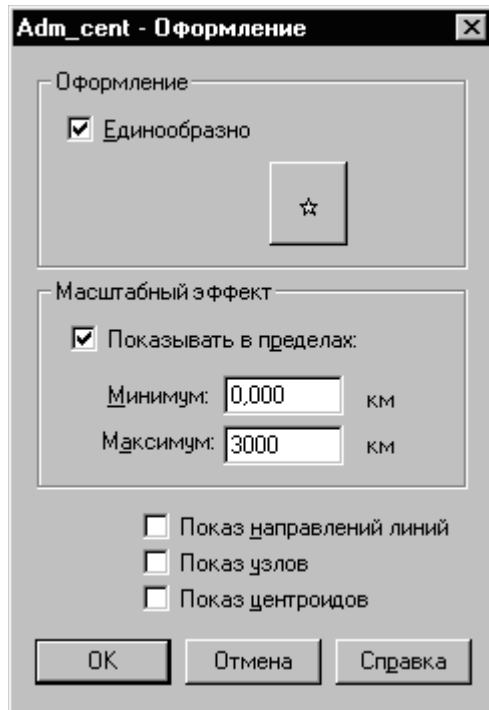 Adm_cent - Оформление
Оформление
Единообразно
Масштабный эффект
Показывать в пределах:
Минимум: 0,000 км
Максимум: 3000 км
Показ направлений линий
Показ узлов
Показ центроидов
OK Отмена Справка